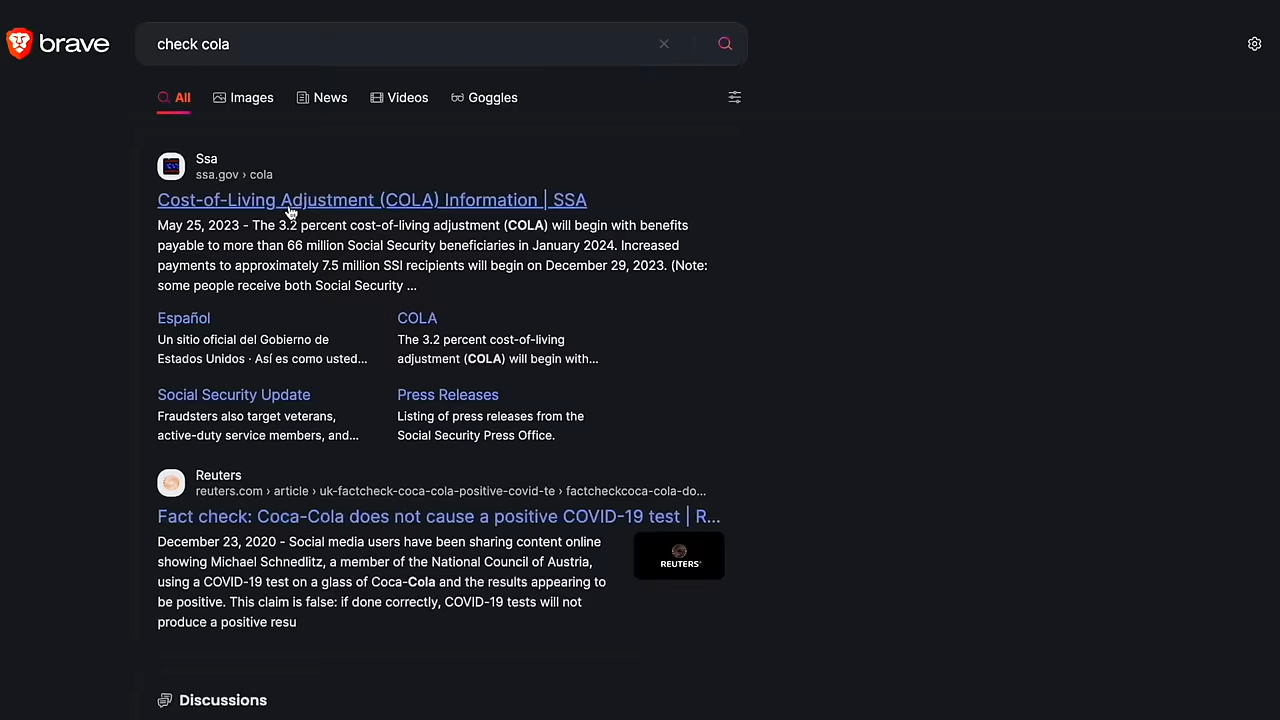 brave
check cola
All
Images
News
Videos
Goggles
Ssa
ssa.gov › cola
Cost-of-Living Adjustment (COLA) Information | SSA
May 25, 2023 - The 3.2 percent cost-of-living adjustment (COLA) will begin with benefits
payable to more than 66 million Social Security beneficiaries in January 2024. Increased
payments to approximately 7.5 million SSI recipients will begin on December 29, 2023. (Note:
some people receive both Social Security ...
Español
Un sitio oficial del Gobierno de
Estados Unidos · Así es como usted...
COLA
The 3.2 percent cost-of-living
adjustment (COLA) will begin with...
Social Security Update
Fraudsters also target veterans,
active-duty service members, and...
Press Releases
Listing of press releases from the
Social Security Press Office.
Reuters
reuters.com › article › uk-factcheck-coca-cola-positive-covid-te › factcheckcoca-cola-do...
Fact check: Coca-Cola does not cause a positive COVID-19 test | R...
December 23, 2020 - Social media users have been sharing content online
showing Michael Schnedlitz, a member of the National Council of Austria,
using a COVID-19 test on a glass of Coca-Cola and the results appearing to
be positive. This claim is false: if done correctly, COVID-19 tests will not
produce a positive resu
REUTERS
Discussions